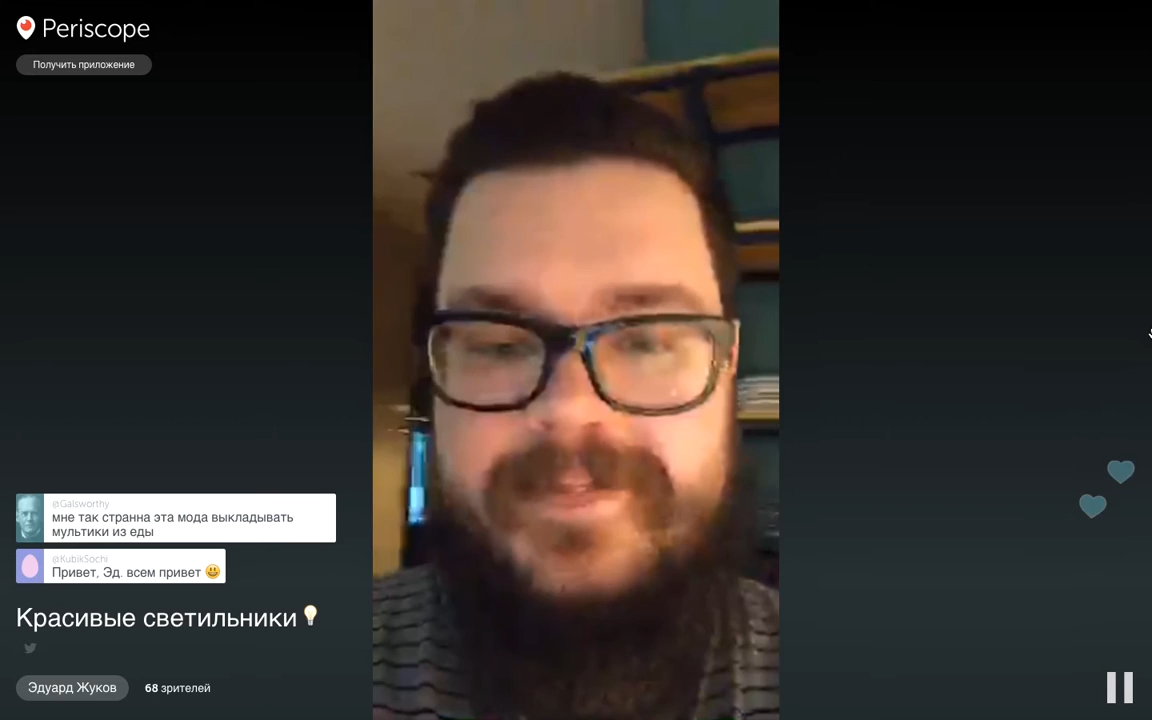 Periscope
Получить приложение
@Galsworthy
мне так странна эта мода выкладывать
мультики из еды
@KubikSochi
Привет, Эд. всем привет 😃
Красивые светильники💡
Эдуард Жуков
68 зрителей